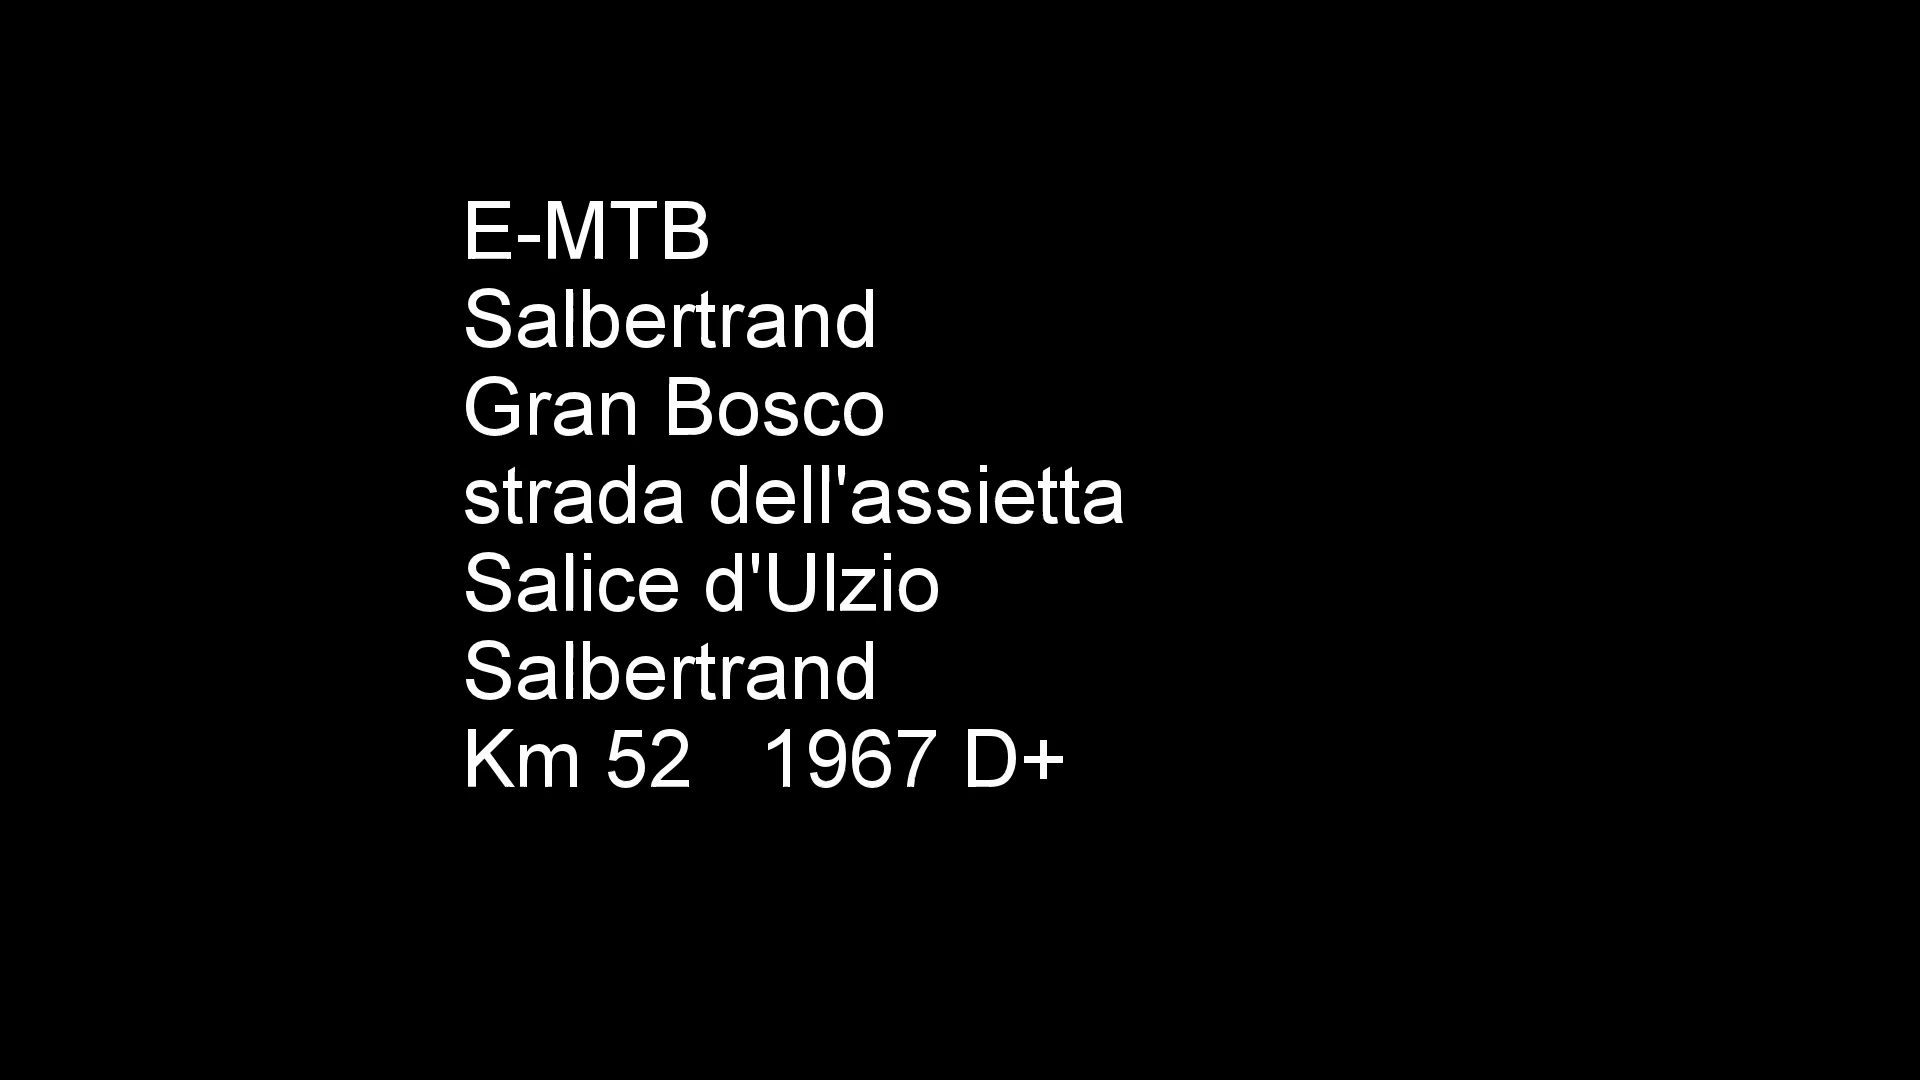 E-MTB
Salbertrand
Gran Bosco
strada dell'assietta
Salice d'Ulzio
Salbertrand
Km 52   1967 D+